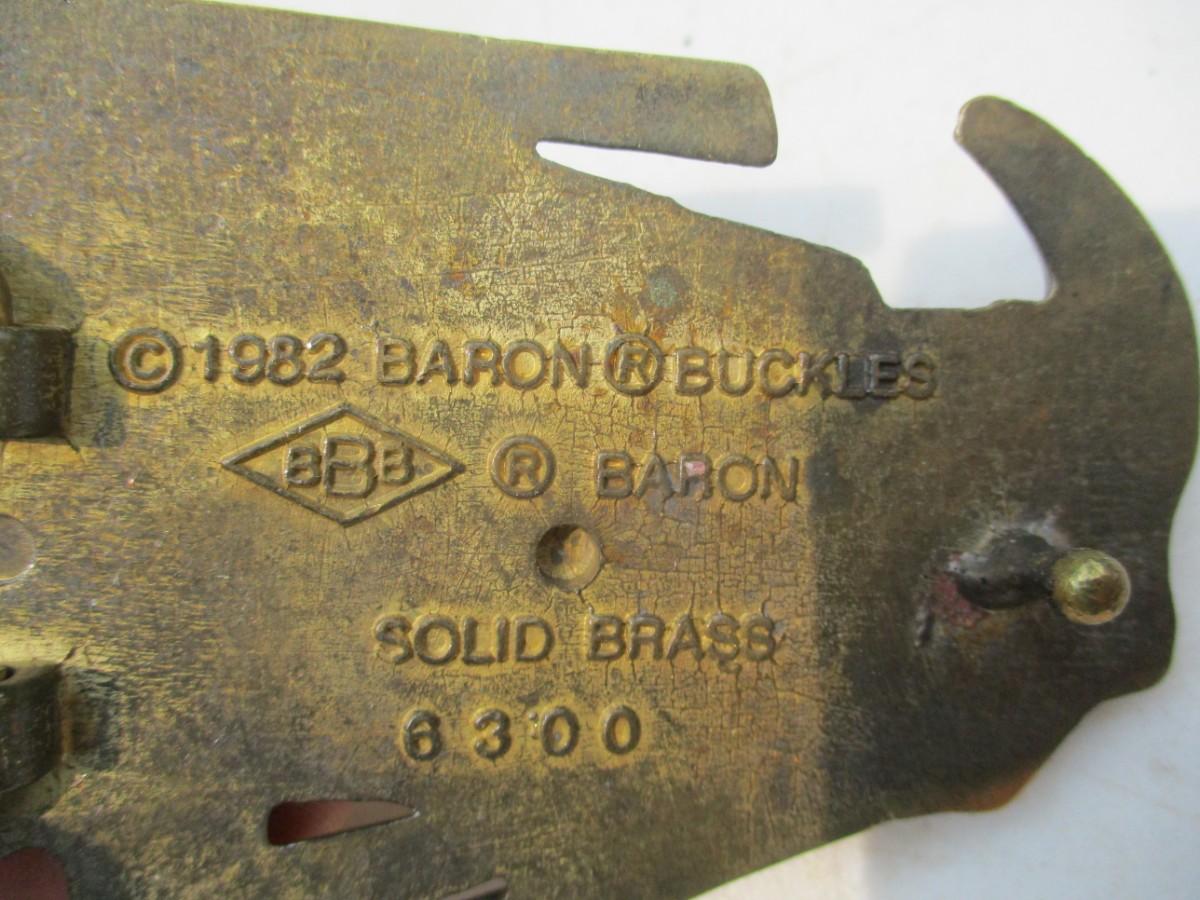 © 1982 BARON ® BUCKLES
BBB ® BARON
SOLID BRASS
6300